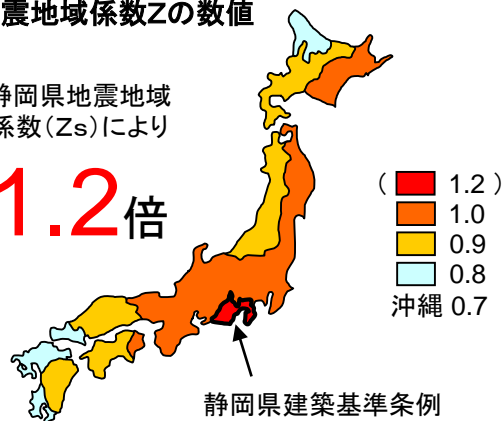 震地域係数Zの数値
静岡県地震地域
係数(Zs)により
1.2倍
( 1.2 )
1.0
0.9
0.8
沖縄 0.7
静岡県建築基準条例